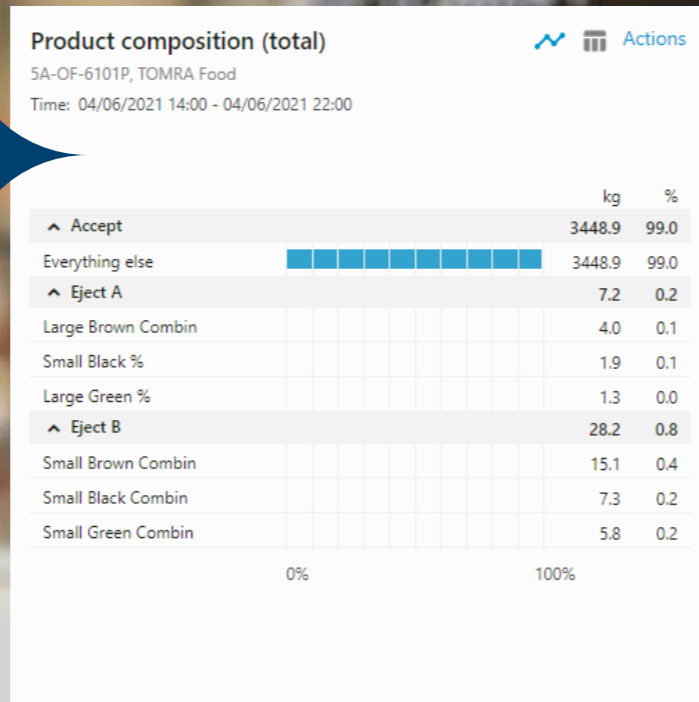 Product composition (total)
Actions
5A-OF-6101P, TOMRA Food
Time: 04/06/2021 14:00 - 04/06/2021 22:00
kg %
Accept 3448.9 99.0
Everything else 3448.9 99.0
Eject A 7.2 0.2
Large Brown Combin 4.0 0.1
Small Black % 1.9 0.1
Large Green % 1.3 0.0
Eject B 28.2 0.8
Small Brown Combin 15.1 0.4
Small Black Combin 7.3 0.2
Small Green Combin 5.8 0.2
0% 100%